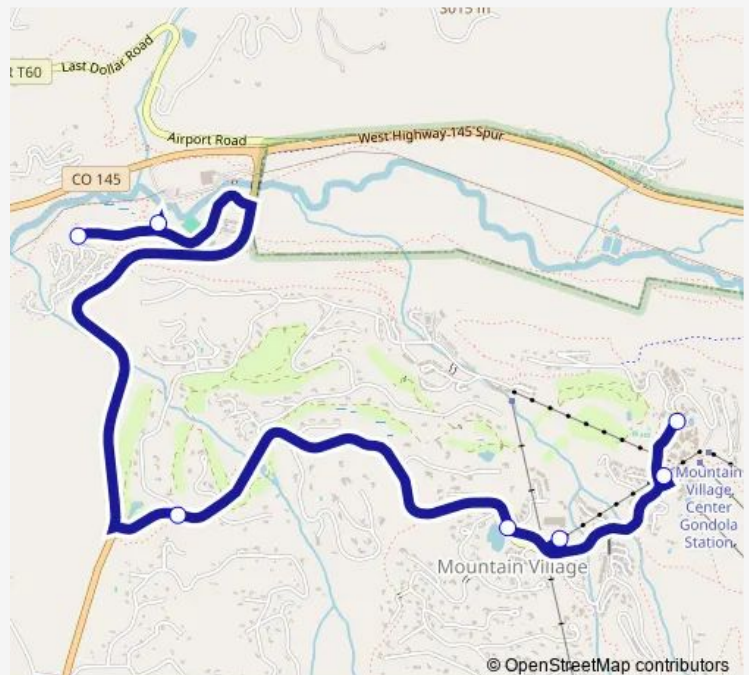 3015 m
Last Dollar Road
T60
Airport Road
West Highway 145 Spur
CO 145
Mountain
Village
Center
Gondola
Station
Mountain Village
© OpenStreetMap contributors